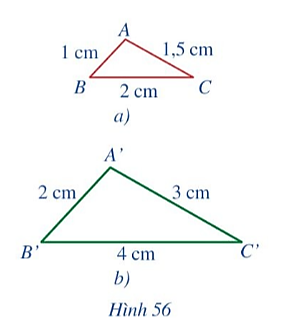 A
1 cm 1,5 cm
B 2 cm C
a)
A'
2 cm 3 cm
B' 4 cm C'
b)
Hình 56